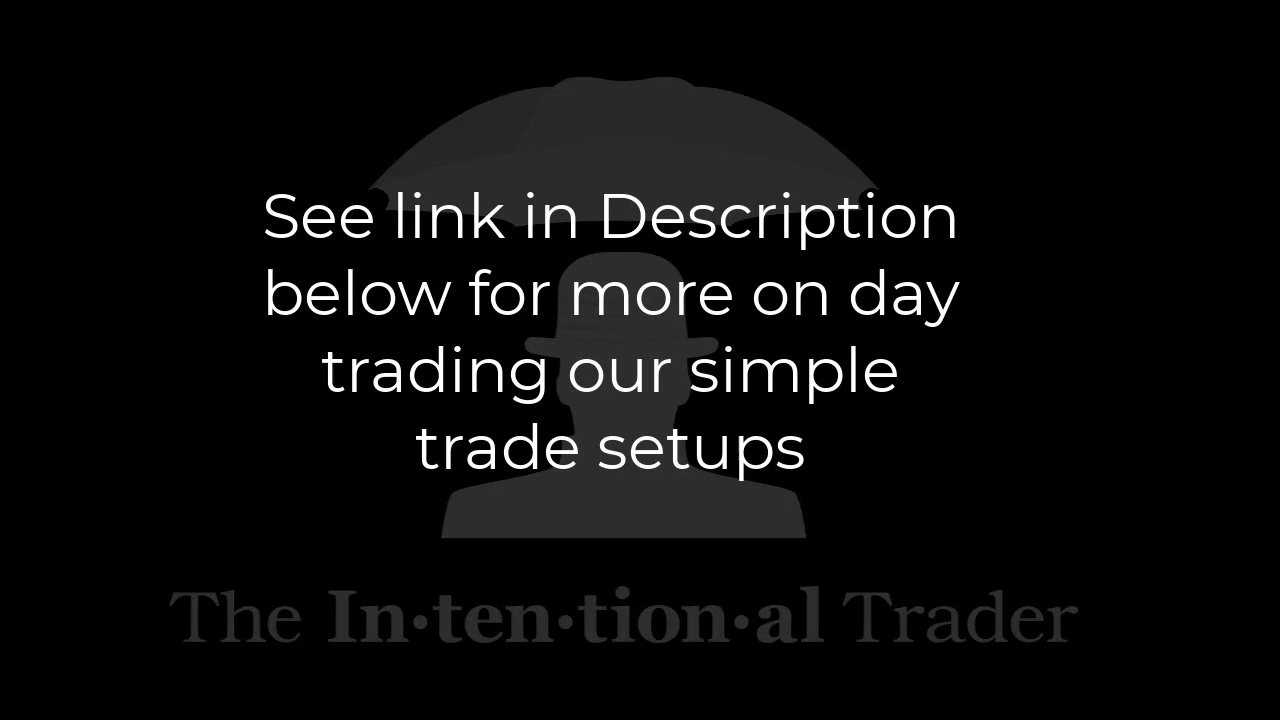 See link in Description
below for more on day
trading our simple
trade setups
The In·ten·tion·al Trader